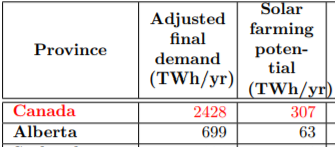 Province
Adjusted
final
demand
(TWh/yr)
Solar
farming
poten-
tial
(TWh/yr)
Canada 2428 307
Alberta 699 63